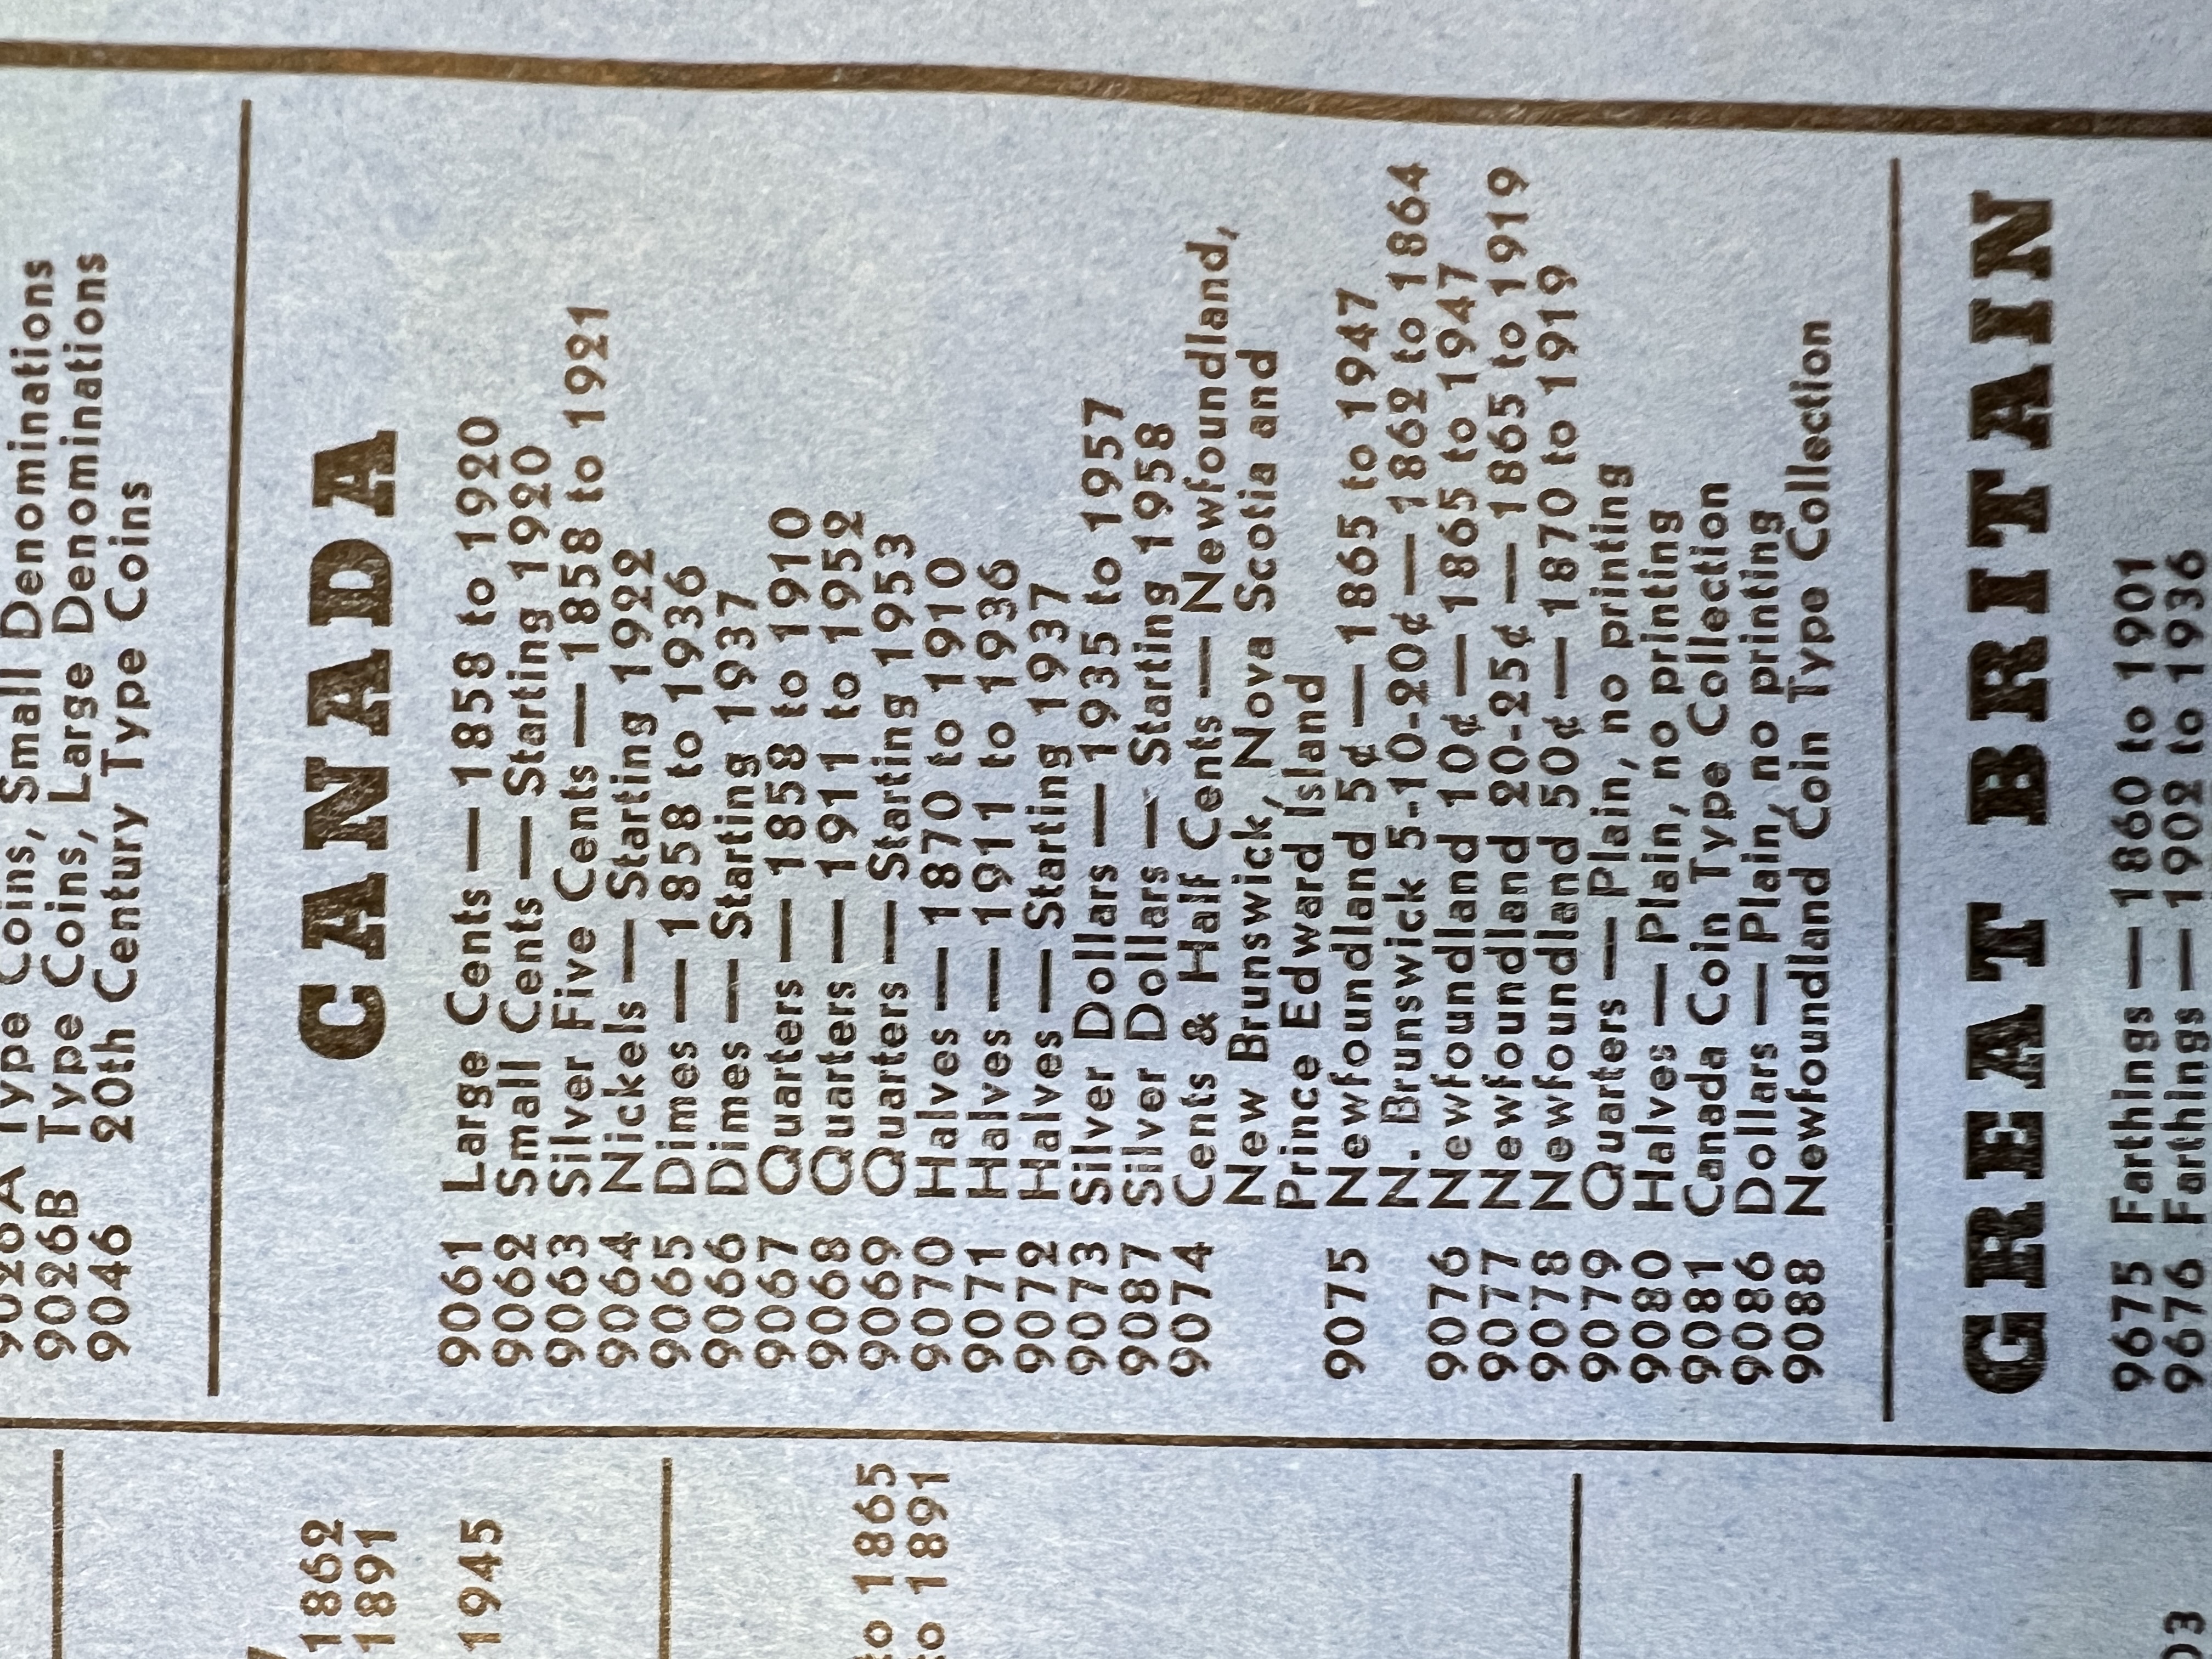 Type Coins, Small Denominations
9026B Type Coins, Large Denominations
9046 20th Century Type Coins
CANADA
9061 Large Cents — 1858 to 1920
9062 Small Cents — Starting 1920
9063 Silver Five Cents — 1858 to 1921
9064 Nickels — Starting 1922
9065 Dimes — 1858 to 1936
9066 Dimes — Starting 1937
9067 Quarters — 1858 to 1910
9068 Quarters — 1911 to 1952
9069 Quarters — Starting 1953
9070 Halves — 1870 to 1910
9071 Halves — 1911 to 1936
9072 Halves — Starting 1937
9073 Silver Dollars — 1935 to 1957
9087 Silver Dollars — Starting 1958
9074 Cents & Half Cents — Newfoundland,
New Brunswick, Nova Scotia and
Prince Edward Island
9075 Newfoundland 5¢ — 1865 to 1947
N. Brunswick 5-10-20¢ — 1862 to 1864
9076 Newfoundland 10¢ — 1865 to 1947
9077 Newfoundland 20-25¢ — 1865 to 1919
9078 Newfoundland 50¢ — 1870 to 1919
9079 Quarters — Plain, no printing
9080 Halves — Plain, no printing
9081 Canada Coin Type Collection
9086 Dollars — Plain, no printing
9088 Newfoundland Coin Type Collection
GREAT BRITAIN
9675 Farthings — 1860 to 1901
9676 Farthings — 1902 to 1936
1862
1891
1945
to 1865
to 1891